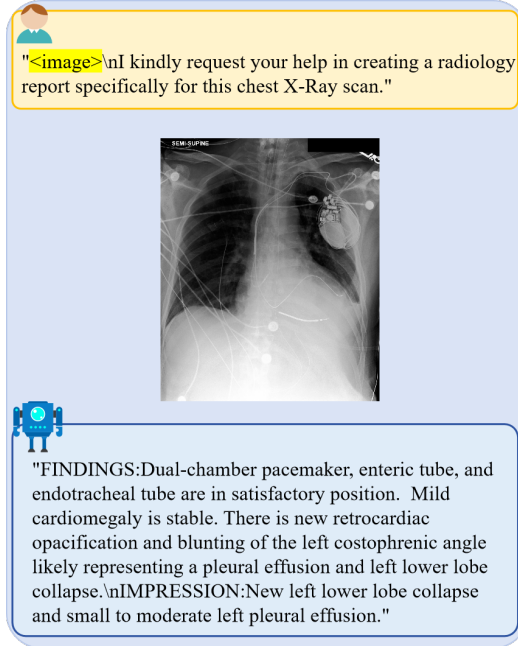 "<image>\nI kindly request your help in creating a radiology
report specifically for this chest X-Ray scan."
SEMI-SUPINE
"FINDINGS:Dual-chamber pacemaker, enteric tube, and
endotracheal tube are in satisfactory position.  Mild
cardiomegaly is stable. There is new retrocardiac
opacification and blunting of the left costophrenic angle
likely representing a pleural effusion and left lower lobe
collapse.\nIMPRESSION:New left lower lobe collapse
and small to moderate left pleural effusion."